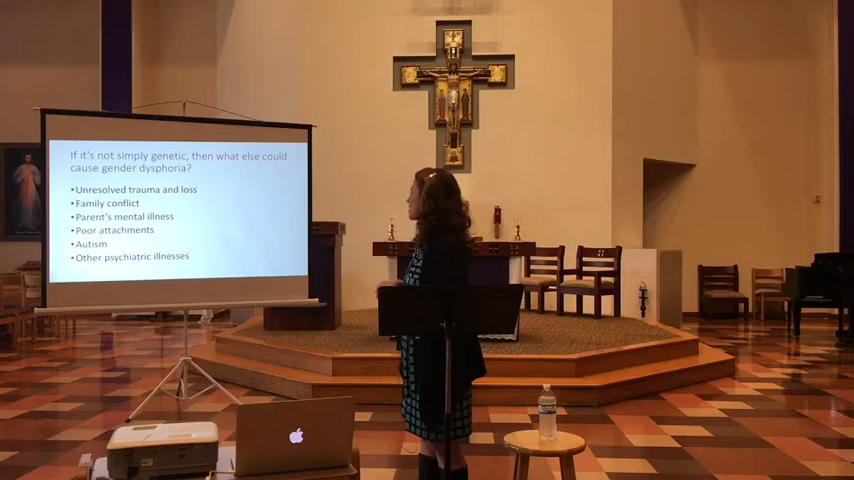 If it's not simply genetic, then what else could
cause gender dysphoria?
•Unresolved trauma and loss
•Family conflict
•Parent's mental illness
•Poor attachments
•Autism
•Other psychiatric illnesses